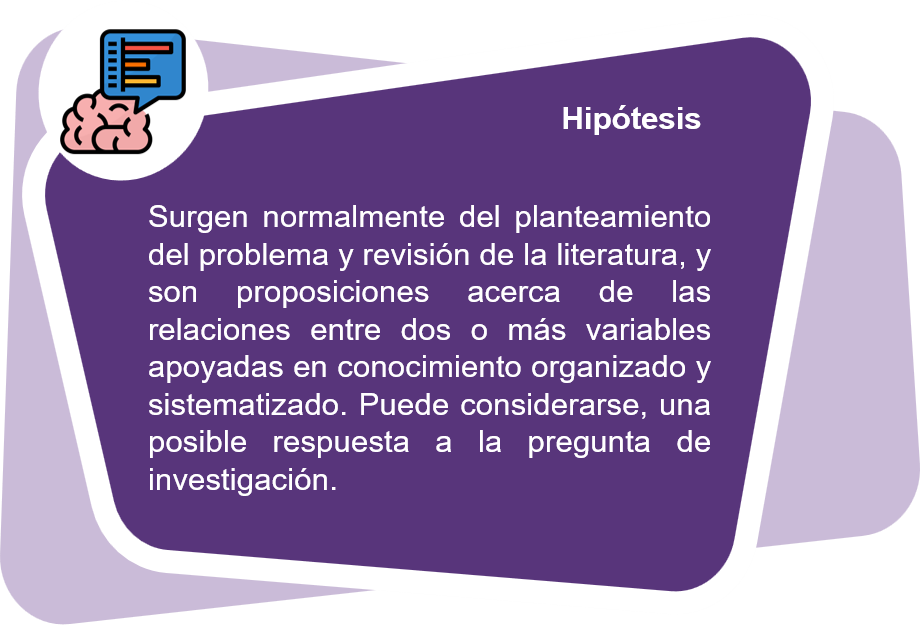 Hipótesis
Surgen normalmente del planteamiento
del problema y revisión de la literatura, y
son proposiciones acerca de las
relaciones entre dos o más variables
apoyadas en conocimiento organizado y
sistematizado. Puede considerarse, una
posible respuesta a la pregunta de
investigación.